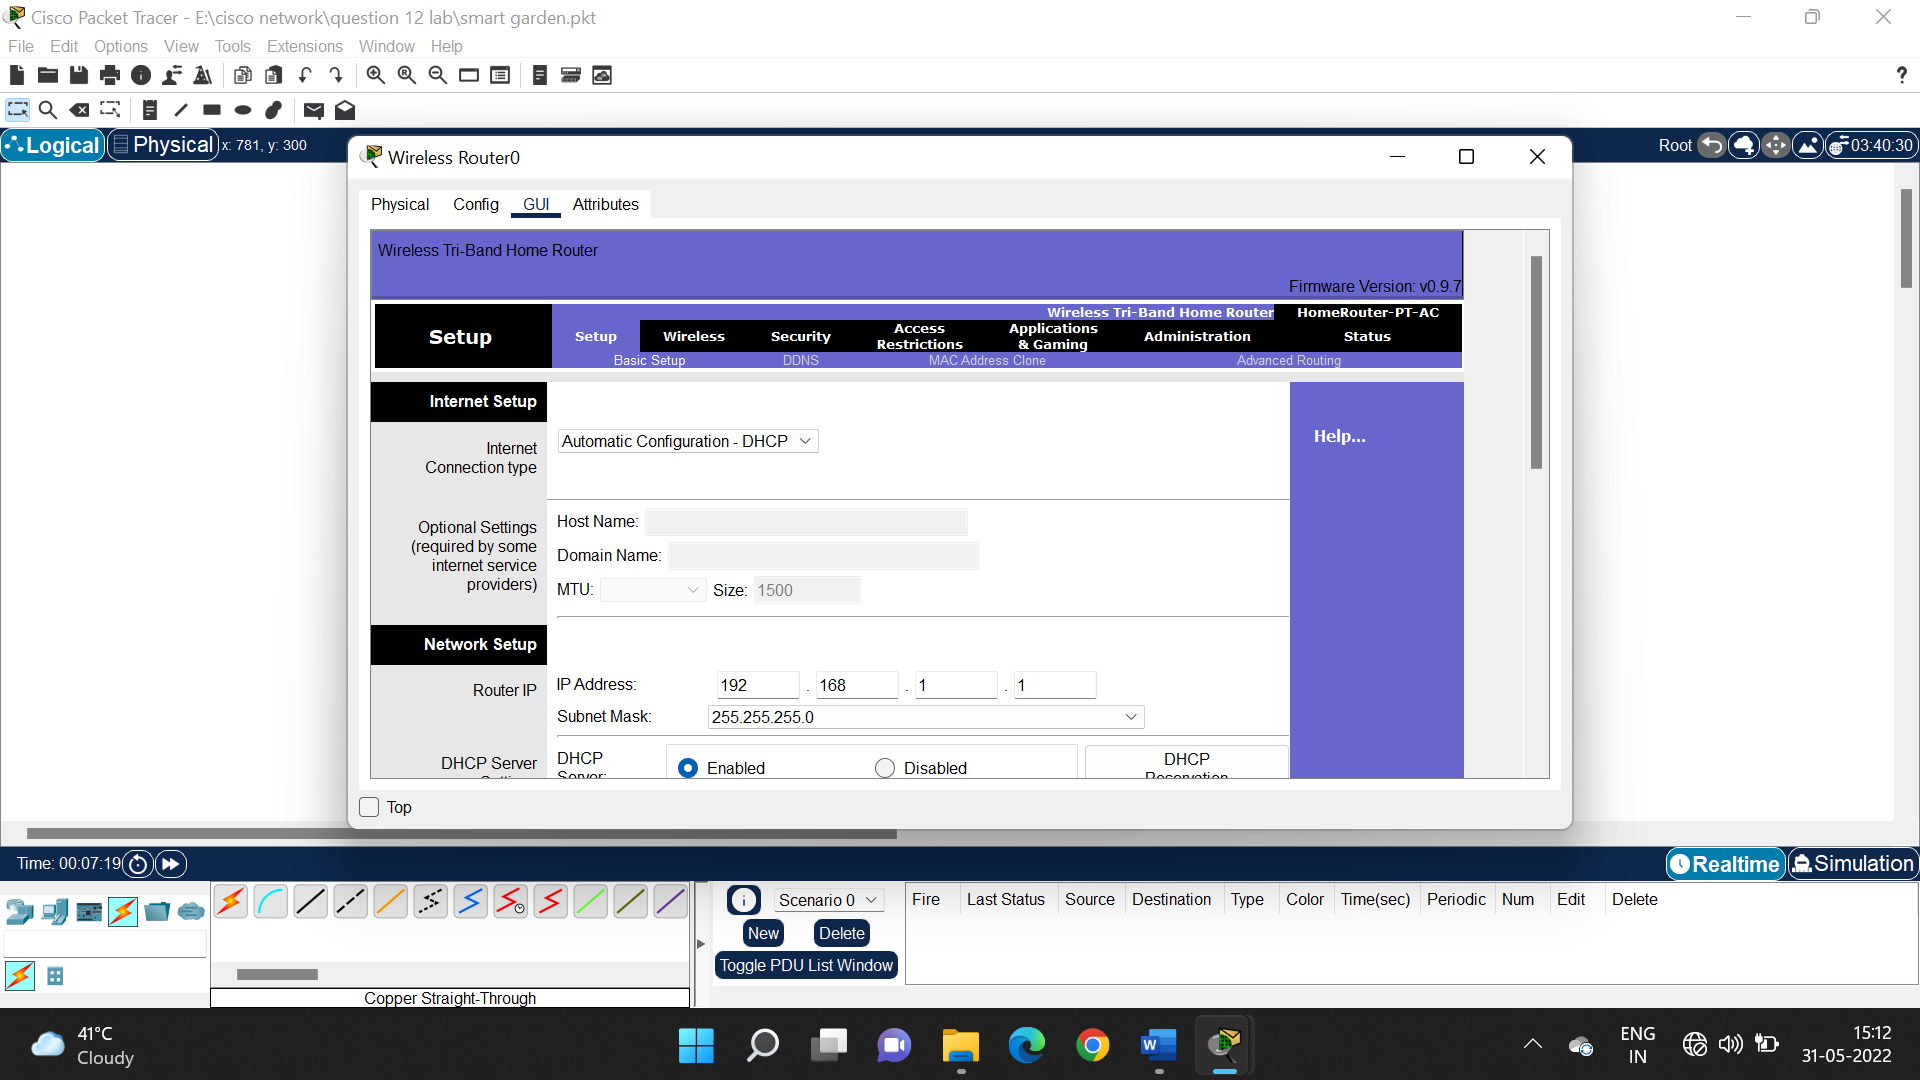 Cisco Packet Tracer - E:\cisco network\question 12 lab\smart garden.pkt
File Edit Options View Tools Extensions Window Help
?
Logical Physical x: 781, y: 300
Root 03:40:30
Wireless Router0
Physical Config GUI Attributes
Wireless Tri-Band Home Router
Firmware Version: v0.9.7
Wireless Tri-Band Home Router HomeRouter-PT-AC
Setup
Setup Wireless Security Access Restrictions Applications & Gaming Administration Status
Basic Setup DDNS MAC Address Clone Advanced Routing
Internet Setup
Internet Connection type
Automatic Configuration - DHCP
Help...
Optional Settings
(required by some
internet service
providers)
Host Name:
Domain Name:
MTU: Size: 1500
Network Setup
Router IP
IP Address: 192 . 168 . 1 . 1
Subnet Mask: 255.255.255.0
DHCP Server
DHCP
Server:
Enabled Disabled
DHCP
Reservation
Top
Time: 00:07:19
Realtime Simulation
Scenario 0
New Delete
Toggle PDU List Window
Fire Last Status Source Destination Type Color Time(sec) Periodic Num Edit Delete
Copper Straight-Through
41°C
Cloudy
ENG
IN
15:12
31-05-2022